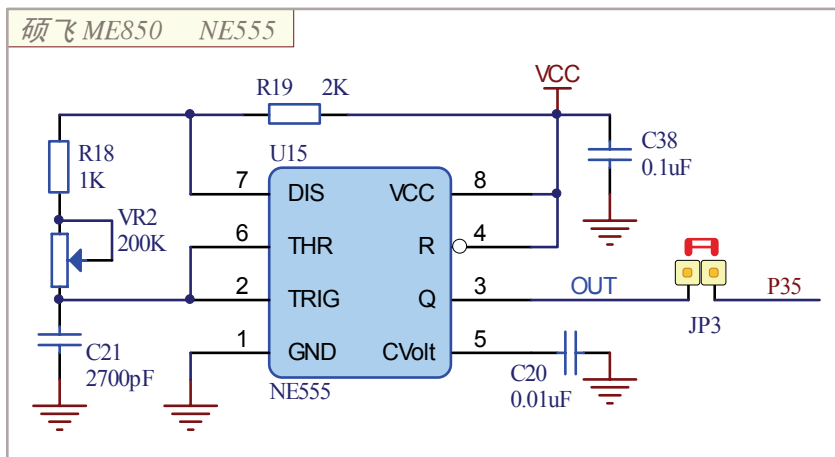 硕飞 ME850 NE555
VCC
R19 2K
C38
0.1uF
R18
1K
U15
7 DIS VCC 8
VR2
200K
6 THR R 4
2 TRIG Q 3 OUT P35
JP3
1 GND CVolt 5
C21
2700pF
NE555
C20
0.01uF